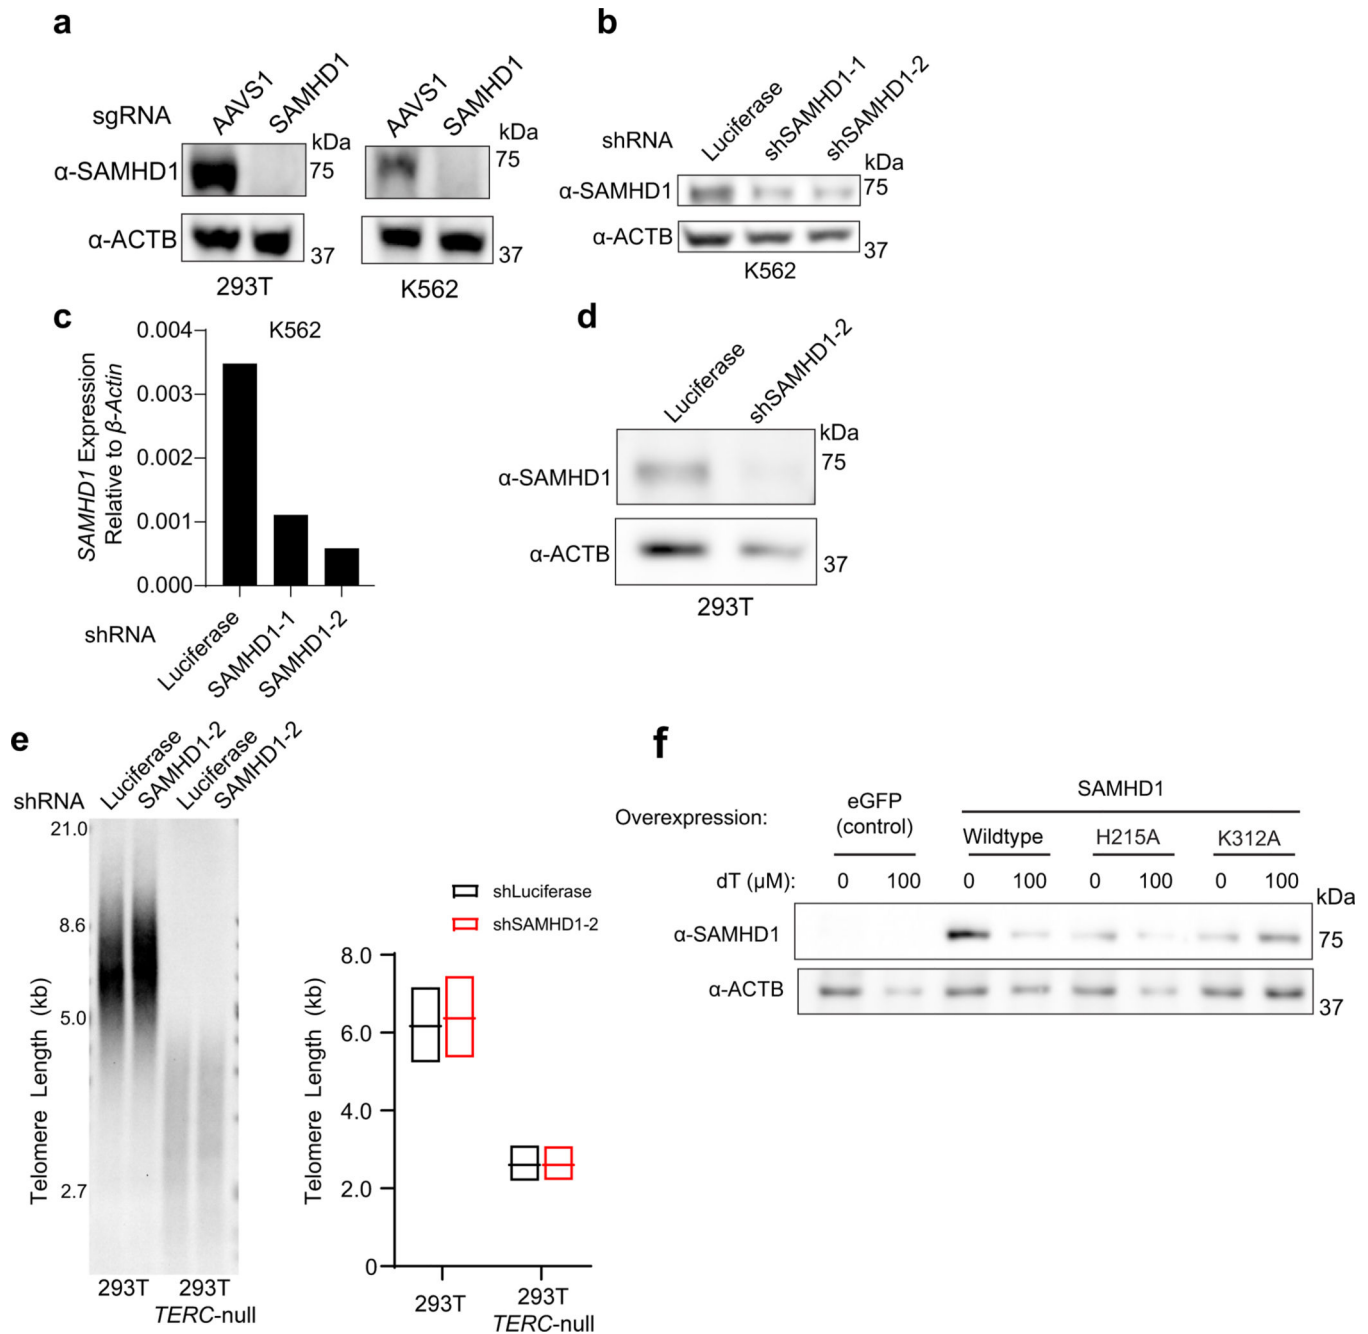 a
sgRNA
AAVS1
SAMHD1
AAVS1
SAMHD1
kDa
kDa
α-SAMHD1
75
75
α-ACTB
37
37
293T
K562
b
shRNA
Luciferase
shSAMHD1-1
shSAMHD1-2
kDa
α-SAMHD1
75
α-ACTB
37
K562
c
K562
SAMHD1 Expression
Relative to β-Actin
0.004
0.003
0.002
0.001
0.000
shRNA
Luciferase
SAMHD1-1
SAMHD1-2
d
Luciferase
shSAMHD1-2
kDa
α-SAMHD1
75
α-ACTB
37
293T
e
shRNA
Luciferase
SAMHD1-2
Luciferase
SAMHD1-2
Telomere Length (kb)
21.0
8.6
5.0
2.7
293T
293T
TERC-null
shLuciferase
shSAMHD1-2
Telomere Length (kb)
8.0
6.0
4.0
2.0
0
293T
293T
TERC-null
f
Overexpression:
eGFP
(control)
SAMHD1
Wildtype
H215A
K312A
dT (μM):
0
100
0
100
0
100
0
100
kDa
α-SAMHD1
75
α-ACTB
37